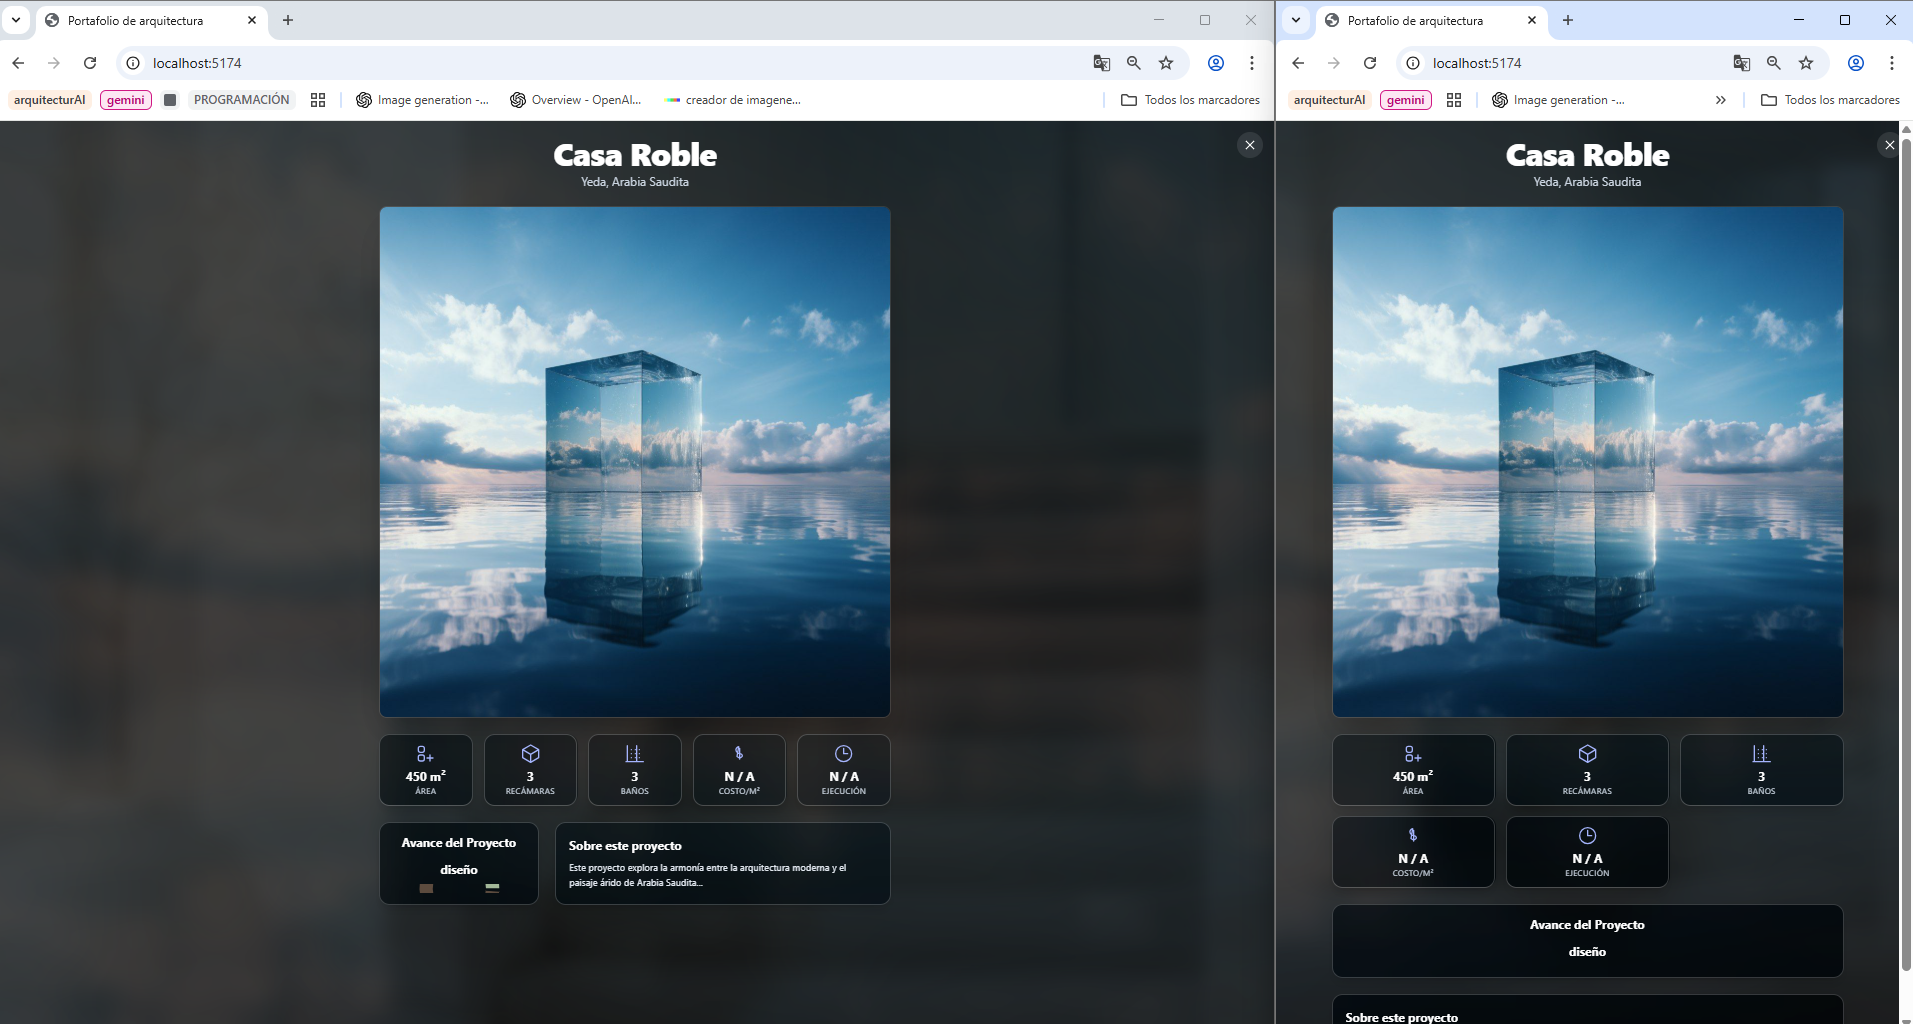 Portafolio de arquitectura
localhost:5174
arquitecturAI
gemini
PROGRAMACIÓN
Image generation -...
Overview - OpenAI...
creador de imagene...
Todos los marcadores
Casa Roble
Yeda, Arabia Saudita
450 m²
ÁREA
3
RECÁMARAS
3
BAÑOS
N / A
COSTO/M²
N / A
EJECUCIÓN
Avance del Proyecto
diseño
Sobre este proyecto
Este proyecto explora la armonía entre la arquitectura moderna y el
paisaje árido de Arabia Saudita...
Portafolio de arquitectura
localhost:5174
arquitecturAI
gemini
Image generation -...
Todos los marcadores
Casa Roble
Yeda, Arabia Saudita
450 m²
ÁREA
3
RECÁMARAS
3
BAÑOS
N / A
COSTO/M²
N / A
EJECUCIÓN
Avance del Proyecto
diseño
Sobre este proyecto